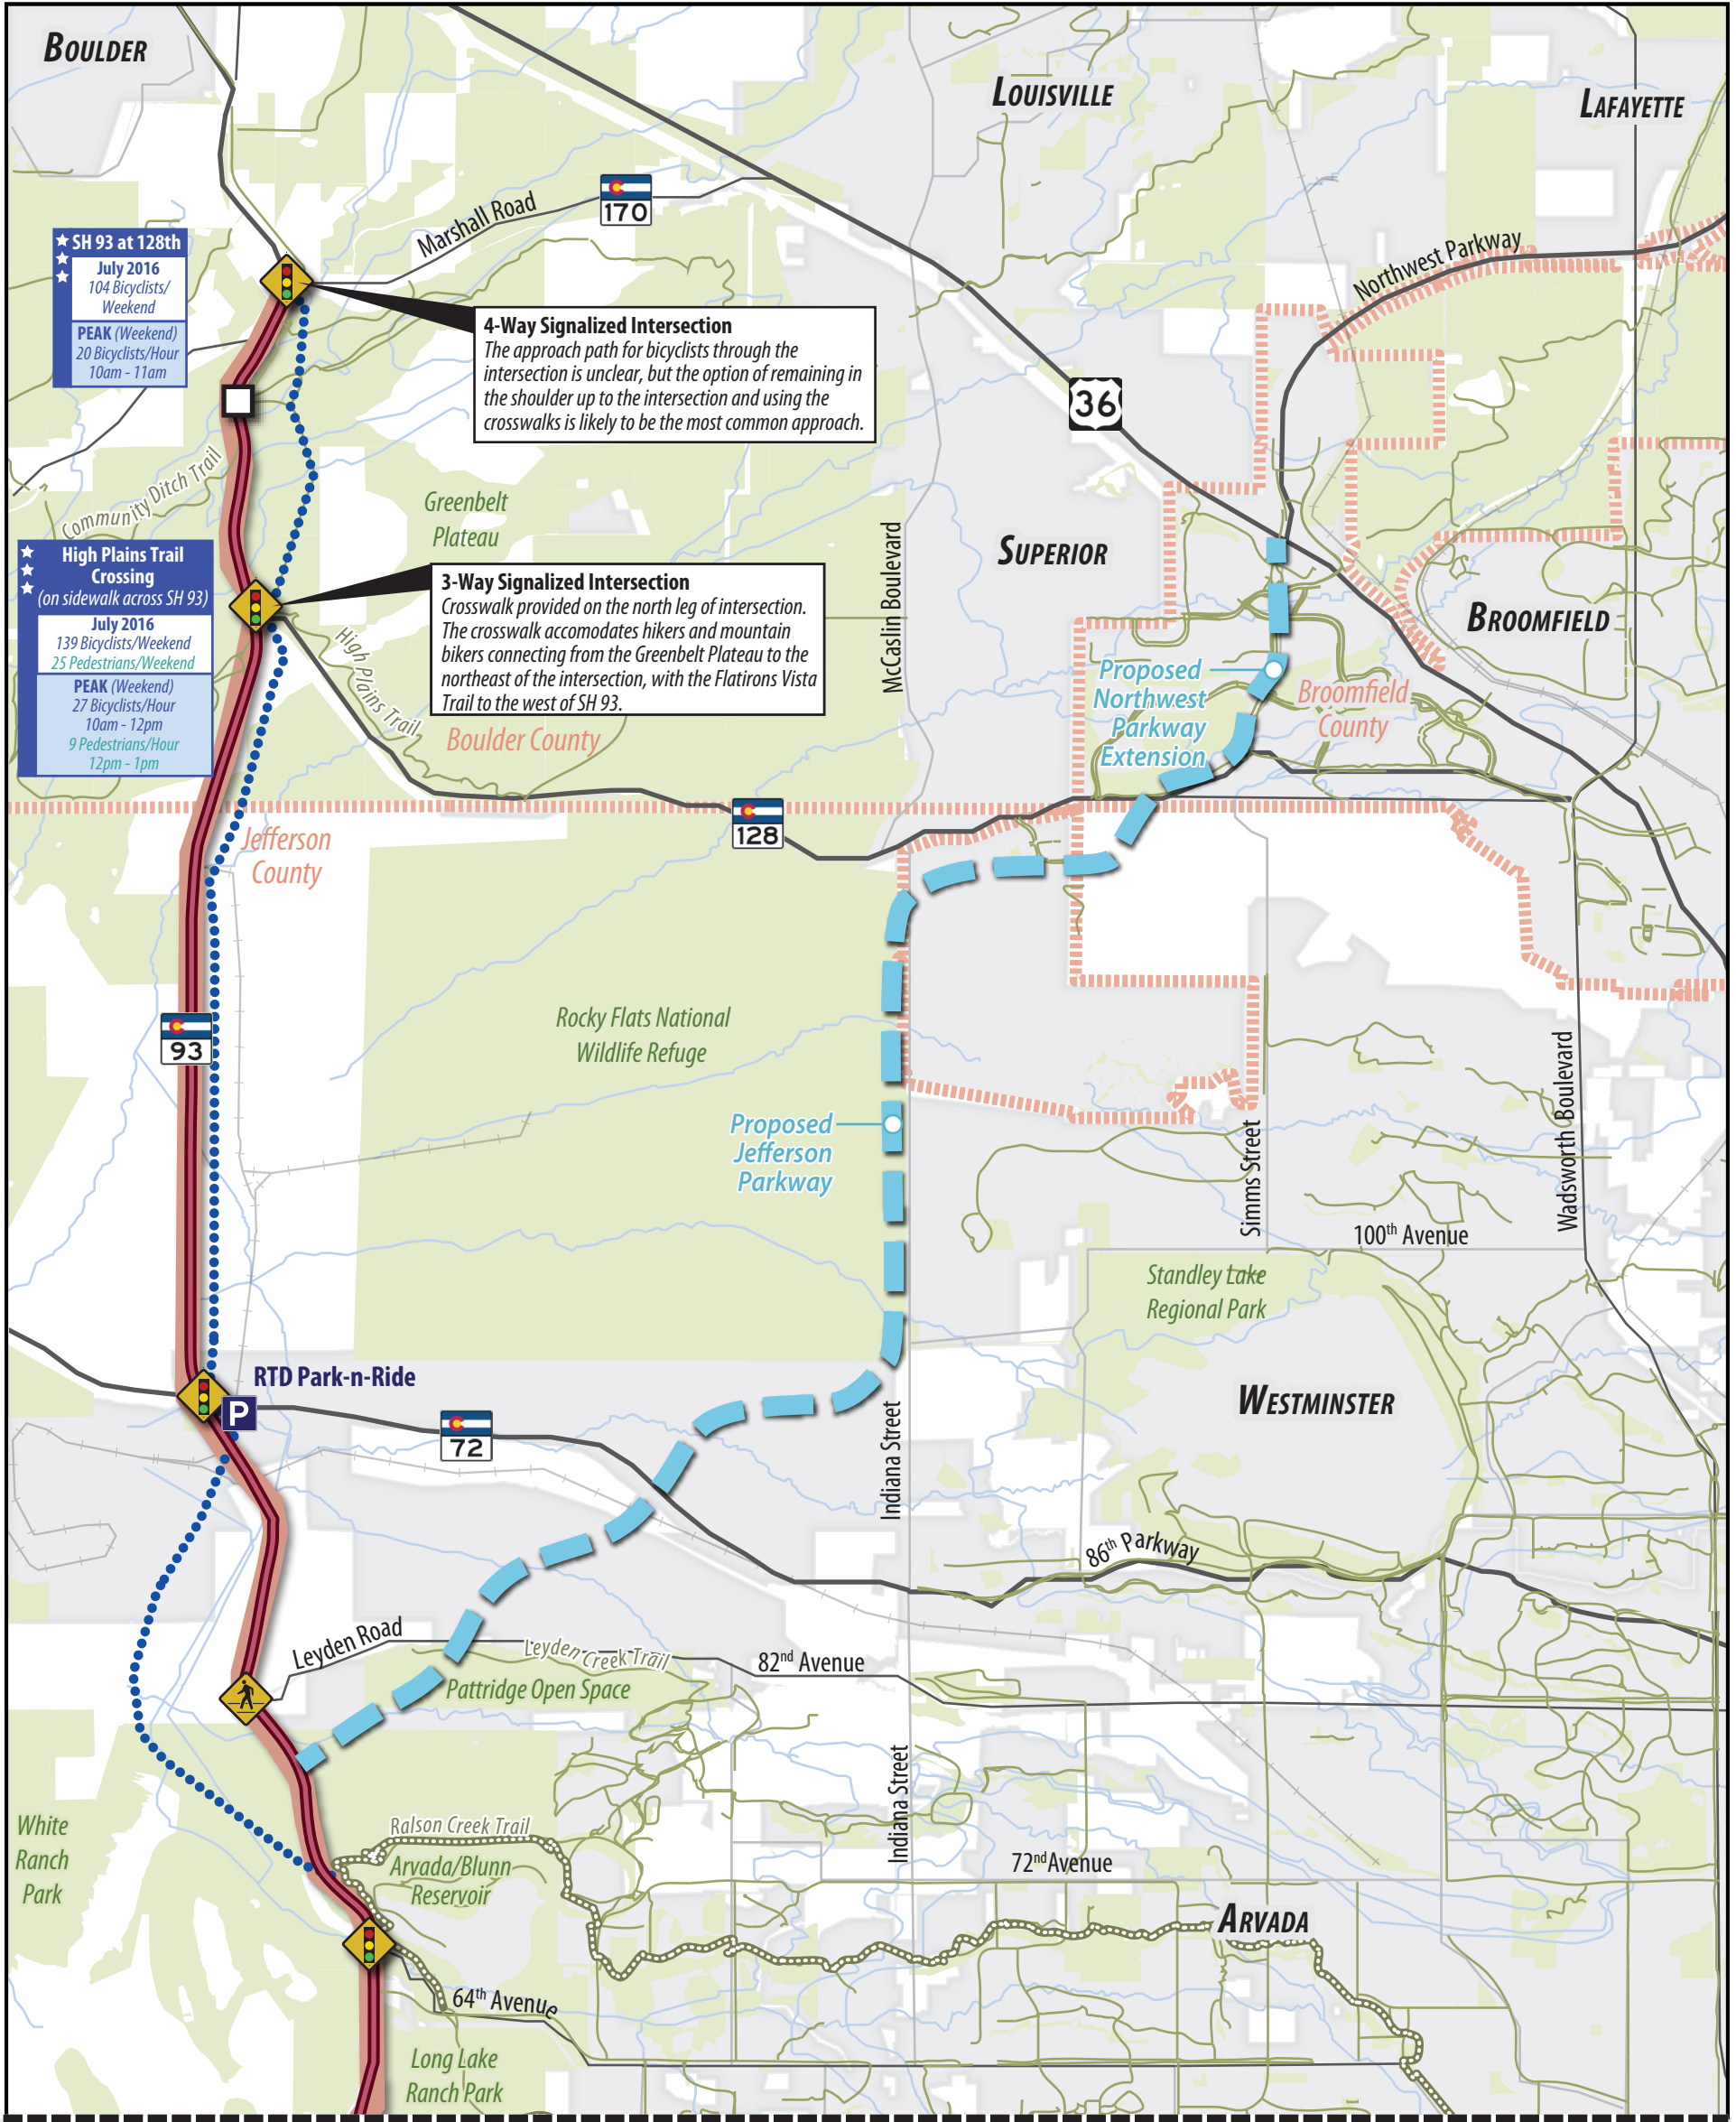 BOULDER
LOUISVILLE
LAFAYETTE
170
Marshall Road
SH 93 at 128th
July 2016
104 Bicyclists/
Weekend
PEAK (Weekend)
20 Bicyclists/Hour
10am - 11am
Northwest Parkway
4-Way Signalized Intersection
The approach path for bicyclists through the
intersection is unclear, but the option of remaining in
the shoulder up to the intersection and using the
crosswalks is likely to be the most common approach.
36
Community Ditch Trail
Greenbelt
Plateau
McCaslin Boulevard
SUPERIOR
High Plains Trail
Crossing
(on sidewalk across SH 93)
July 2016
139 Bicyclists/Weekend
25 Pedestrians/Weekend
PEAK (Weekend)
27 Bicyclists/Hour
10am - 12pm
9 Pedestrians/Hour
12pm - 1pm
3-Way Signalized Intersection
Crosswalk provided on the north leg of intersection.
The crosswalk accomodates hikers and mountain
bikers connecting from the Greenbelt Plateau to the
northeast of the intersection, with the Flatirons Vista
Trail to the west of SH 93.
BROOMFIELD
High Plains Trail
Boulder County
Proposed
Northwest
Parkway
Extension
Broomfield
County
128
Jefferson
County
93
Rocky Flats National
Wildlife Refuge
Proposed
Jefferson
Parkway
Simms Street
Wadsworth Boulevard
100th Avenue
Standley Lake
Regional Park
RTD Park-n-Ride
P
72
Indiana Street
WESTMINSTER
86th Parkway
Leyden Road
Leyden Creek Trail
82nd Avenue
Pattridge Open Space
Indiana Street
White
Ranch
Park
Ralson Creek Trail
Arvada/Blunn
Reservoir
72nd Avenue
ARVADA
64th Avenue
Long Lake
Ranch Park